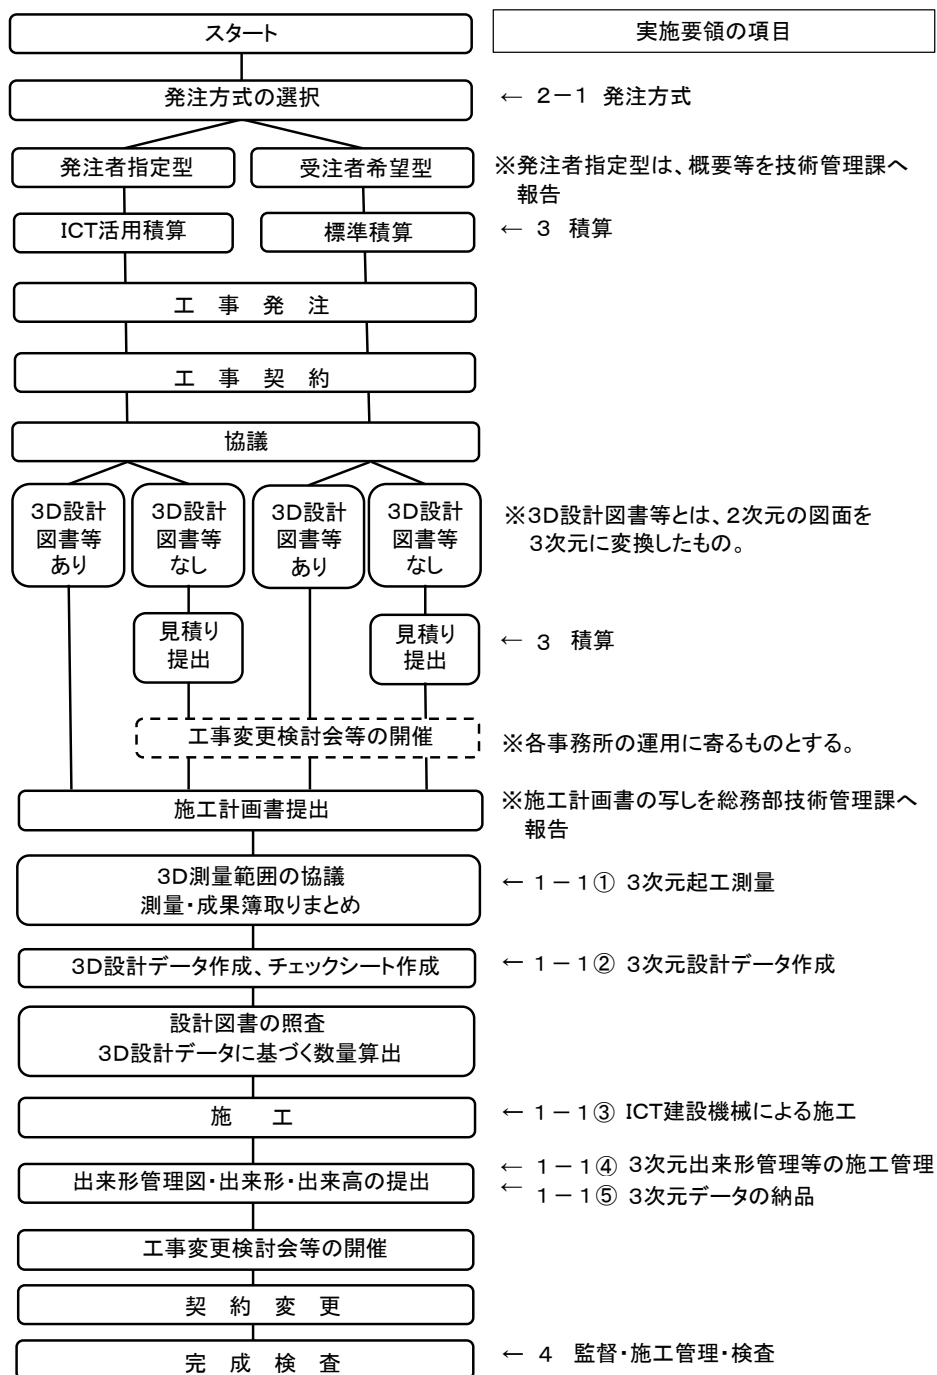 スタート
実施要領の項目
発注方式の選択
← 2－1 発注方式
発注者指定型
受注者希望型
※発注者指定型は、概要等を技術管理課へ
報告
ICT活用積算
標準積算
← 3 積算
工 事 発 注
工 事 契 約
協議
3D設計
図書等
あり
3D設計
図書等
なし
3D設計
図書等
あり
3D設計
図書等
なし
※3D設計図書等とは、2次元の図面を
3次元に変換したもの。
見積り
提出
見積り
提出
← 3 積算
工事変更検討会等の開催
※各事務所の運用に寄るものとする。
施工計画書提出
※施工計画書の写しを総務部技術管理課へ
報告
3D測量範囲の協議
測量・成果簿取りまとめ
← 1－1① 3次元起工測量
3D設計データ作成、チェックシート作成
← 1－1② 3次元設計データ作成
設計図書の照査
3D設計データに基づく数量算出
施 工
← 1－1③ ICT建設機械による施工
出来形管理図・出来形・出来高の提出
← 1－1④ 3次元出来形管理等の施工管理
← 1－1⑤ 3次元データの納品
工事変更検討会等の開催
契 約 変 更
完 成 検 査
← 4 監督・施工管理・検査